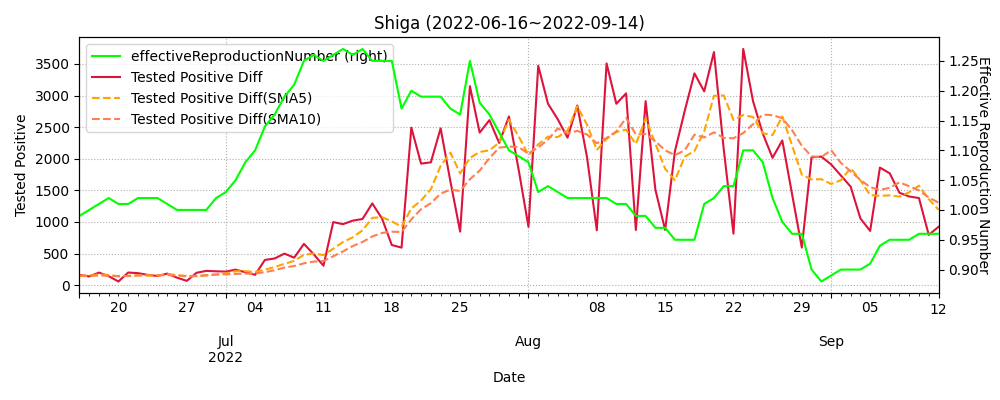 Shiga (2022-06-16~2022-09-14)
effectiveReproductionNumber (right)
Tested Positive Diff
Tested Positive Diff(SMA5)
Tested Positive Diff(SMA10)
Tested Positive
3500
3000
2500
2000
1500
1000
500
0
1.25
1.20
1.15
1.10
1.05
1.00
0.95
0.90
Effective Reproduction Number
20 27 04 11 18 25 08 15 22 29 05 12
Jul Aug Sep
2022
Date